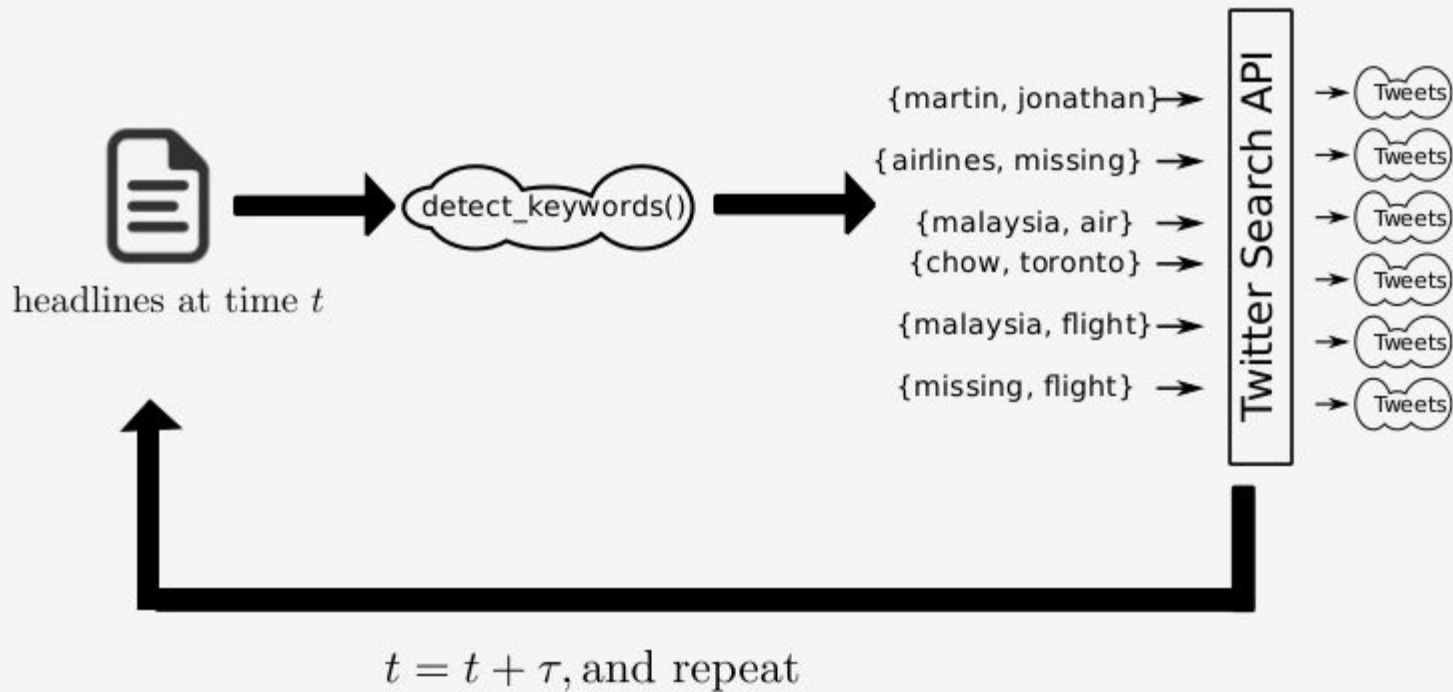 headlines at time t
detect_keywords()
{martin, jonathan}
{airlines, missing}
{malaysia, air}
{chow, toronto}
{malaysia, flight}
{missing, flight}
Twitter Search API
Tweets
Tweets
Tweets
Tweets
Tweets
Tweets
t = t + τ, and repeat